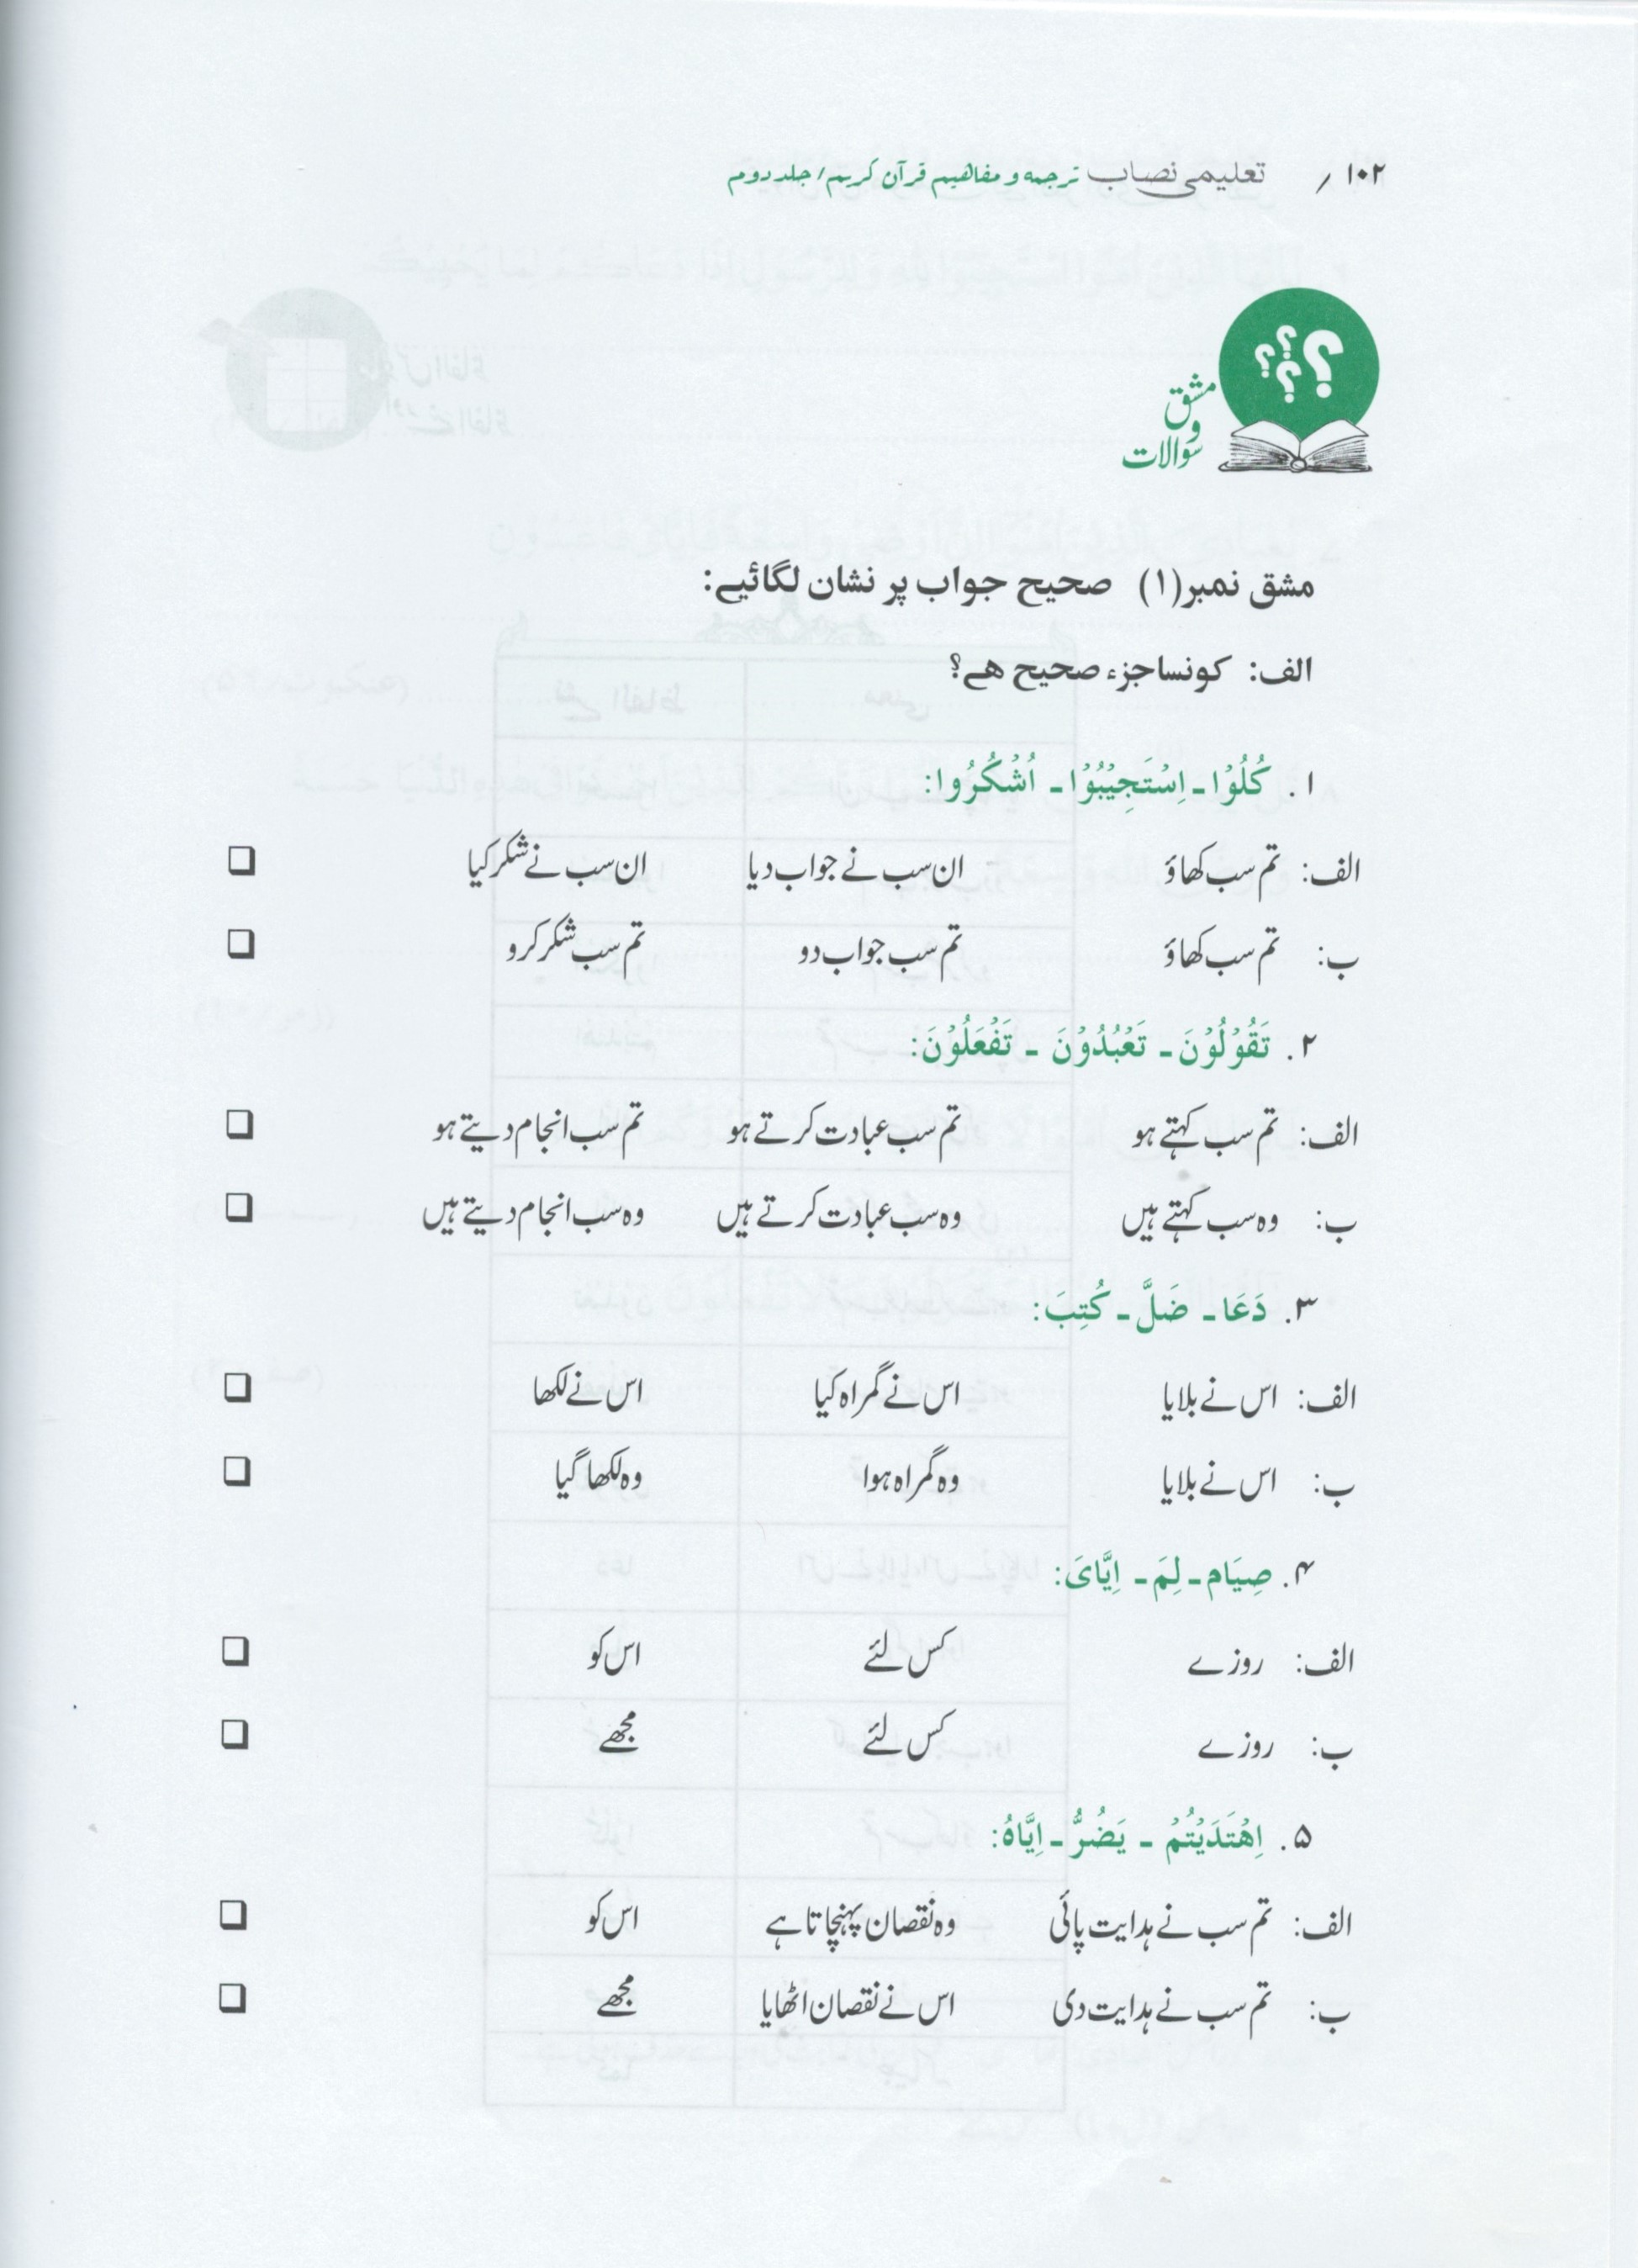 ۱۰۲ / تعلیمی نصاب ترجمه و مفاهیم قرآن کریم/ جلد دوم
مشق
و
سوالات
مشق نمبر(۱) صحیح جواب پر نشان لگائیے:
الف: کونسا جزء صحیح ھے؟
۱. كُلُوْا ـ اِسْتَجِيْبُوْا ـ اُشْكُرُوا:
الف: تم سب کھاؤ ان سب نے جواب دیا ان سب نے شکر کیا ❑
ب: تم سب کھاؤ تم سب جواب دو تم سب شکر کرو ❑
۲. تَقُوْلُوْنَ ـ تَعْبُدُوْنَ ـ تَفْعَلُوْنَ:
الف: تم سب کہتے ہو تم سب عبادت کرتے ہو تم سب انجام دیتے ہو ❑
ب: وہ سب کہتے ہیں وہ سب عبادت کرتے ہیں وہ سب انجام دیتے ہیں ❑
۳. دَعَا ـ ضَلَّ ـ كُتِبَ:
الف: اس نے بلایا اس نے گمراہ کیا اس نے لکھا ❑
ب: اس نے بلایا وہ گمراہ ہوا وہ لکھا گیا ❑
۴. صِيَام ـ لِمَ ـ اِيَّاىَ:
الف: روزے کس لئے اس کو ❑
ب: روزے کس لئے مجھے ❑
۵. اِهْتَدَيْتُمْ ـ يَضُرُّ ـ اِيَّاهُ:
الف: تم سب نے ہدایت پائی وہ نقصان پہنچاتا ہے اس کو ❑
ب: تم سب نے ہدایت دی اس نے نقصان اٹھایا مجھے ❑